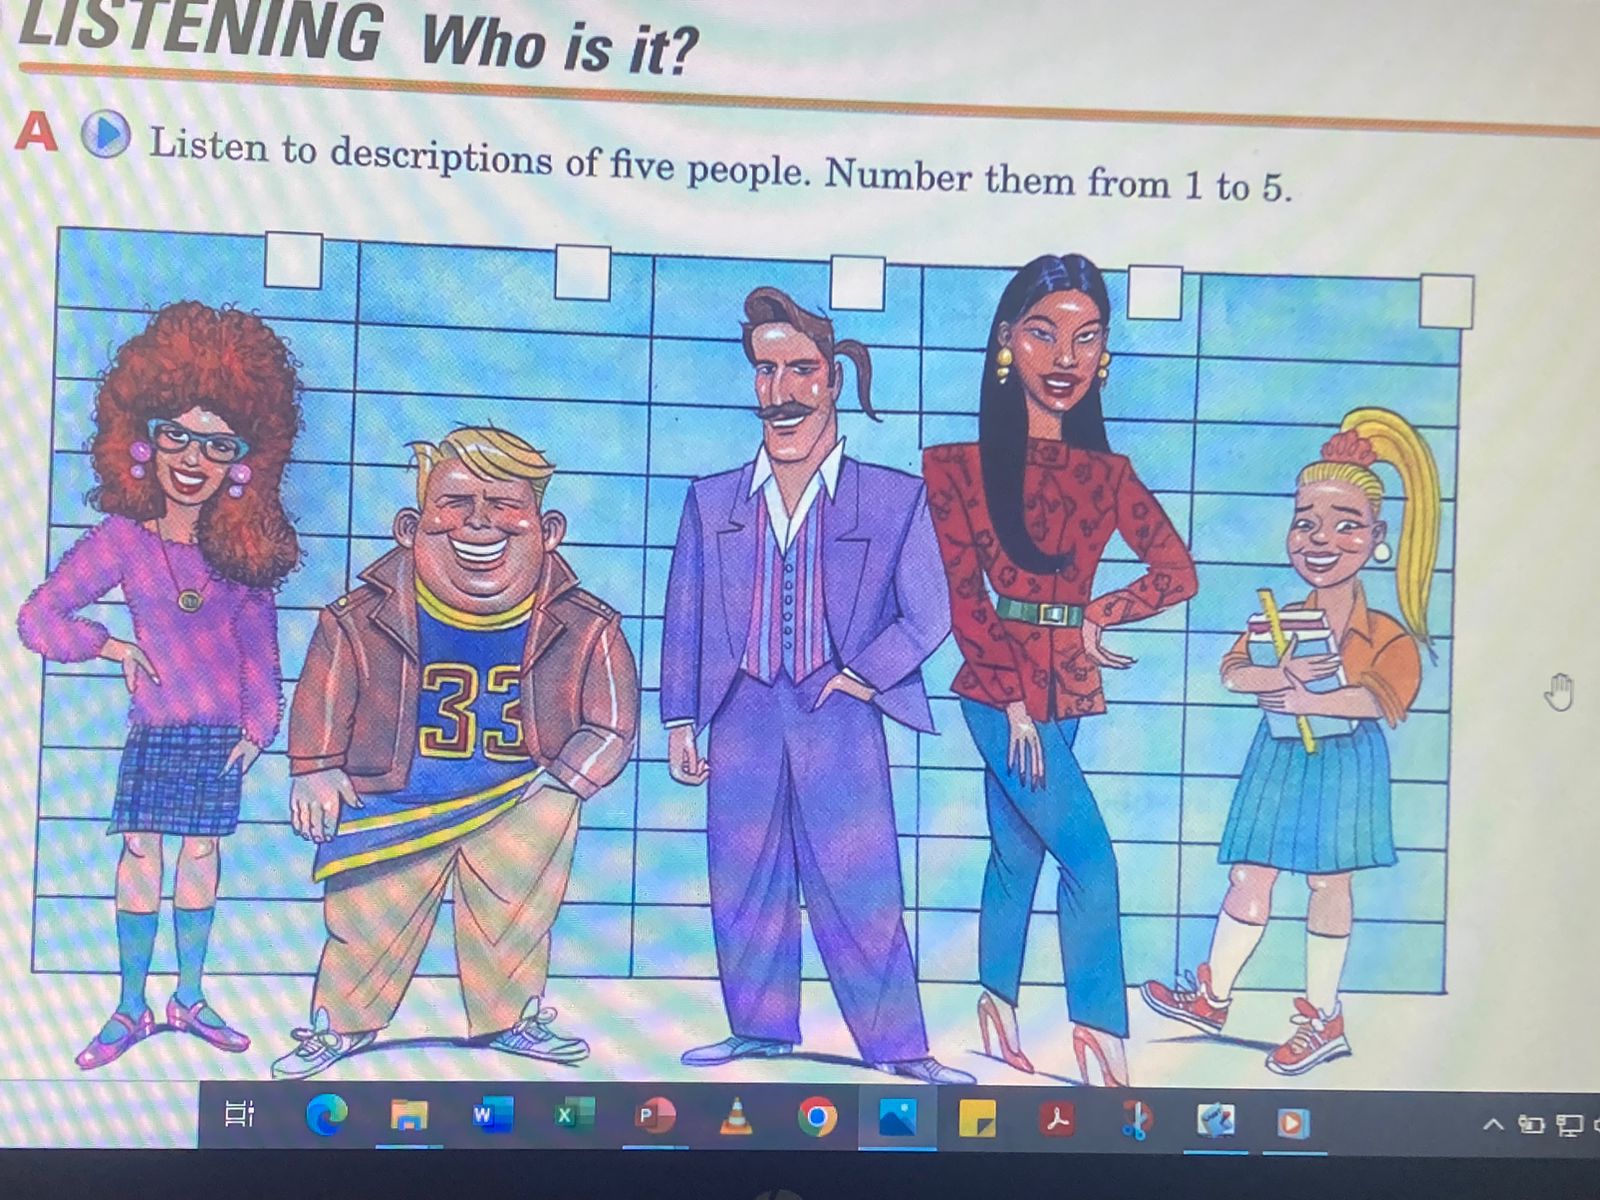 LISTENING Who is it?
A Listen to descriptions of five people. Number them from 1 to 5.
33
W
X
P